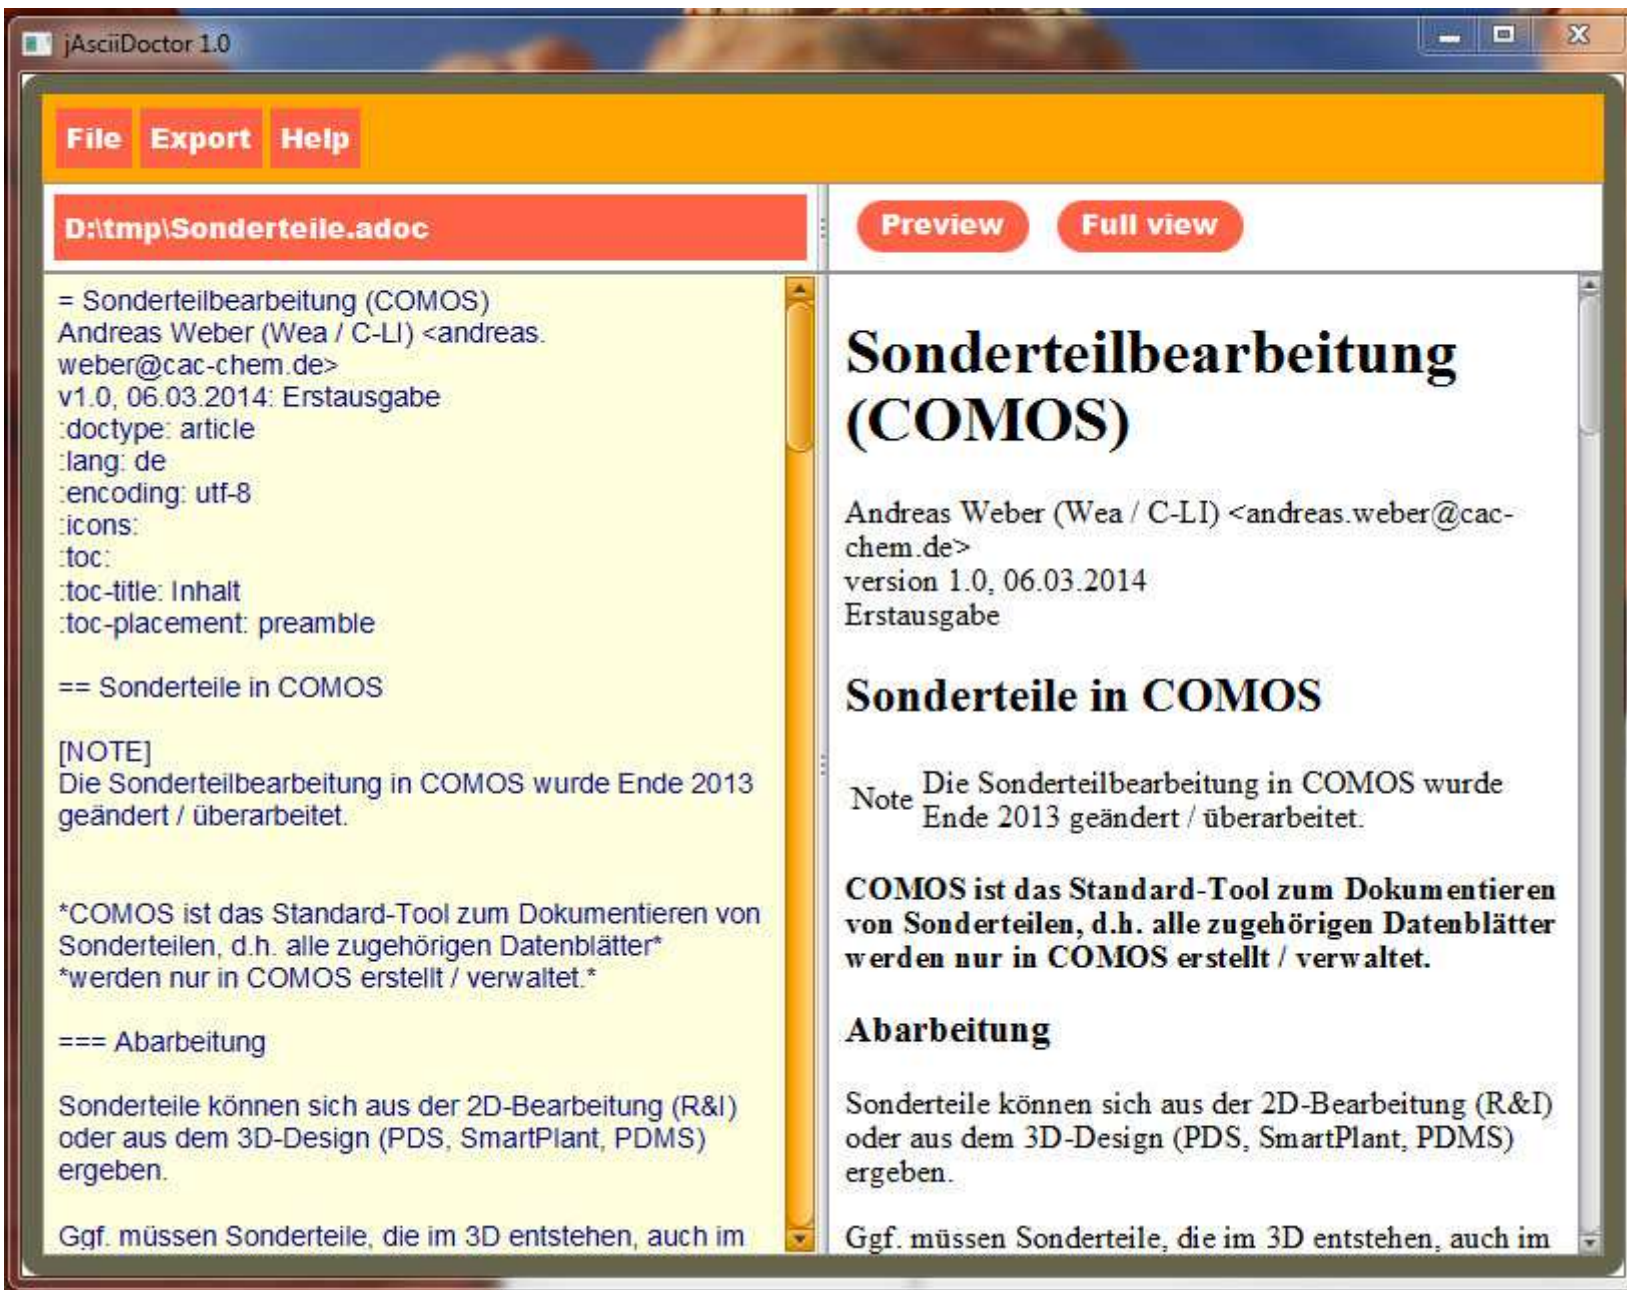 jAsciiDoctor 1.0
File Export Help
D:\tmp\Sonderteile.adoc
Preview Full view
= Sonderteilbearbeitung (COMOS)
Andreas Weber (Wea / C-LI) <andreas.
weber@cac-chem.de>
v1.0, 06.03.2014: Erstausgabe
:doctype: article
:lang: de
:encoding: utf-8
:icons:
:toc:
:toc-title: Inhalt
:toc-placement: preamble
== Sonderteile in COMOS
[NOTE]
Die Sonderteilbearbeitung in COMOS wurde Ende 2013
geändert / überarbeitet.
*COMOS ist das Standard-Tool zum Dokumentieren von
Sonderteilen, d.h. alle zugehörigen Datenblätter*
*werden nur in COMOS erstellt / verwaltet.*
=== Abarbeitung
Sonderteile können sich aus der 2D-Bearbeitung (R&I)
oder aus dem 3D-Design (PDS, SmartPlant, PDMS)
ergeben.
Ggf. müssen Sonderteile, die im 3D entstehen, auch im
Sonderteilbearbeitung
(COMOS)
Andreas Weber (Wea / C-LI) <andreas.weber@cac-
chem.de>
version 1.0, 06.03.2014
Erstausgabe
Sonderteile in COMOS
Note Die Sonderteilbearbeitung in COMOS wurde
Ende 2013 geändert / überarbeitet.
COMOS ist das Standard-Tool zum Dokumentieren
von Sonderteilen, d.h. alle zugehörigen Datenblätter
werden nur in COMOS erstellt / verwaltet.
Abarbeitung
Sonderteile können sich aus der 2D-Bearbeitung (R&I)
oder aus dem 3D-Design (PDS, SmartPlant, PDMS)
ergeben.
Ggf. müssen Sonderteile, die im 3D entstehen, auch im